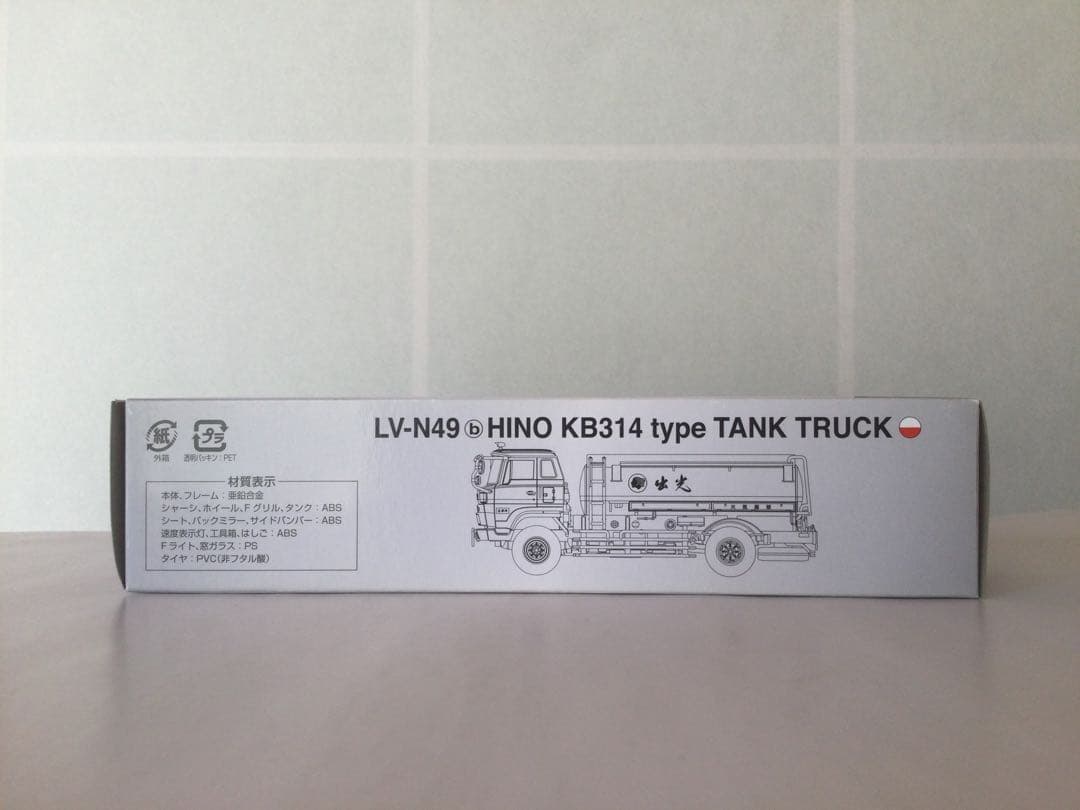 LV-N49 ⓑ HINO KB314 type TANK TRUCK
紙
外箱
プラ
透明パッキン:PET
材質表示
本体、フレーム:亜鉛合金
シャーシ、ホイール、Fグリル、タンク:ABS
シート、バックミラー、サイドバンパー:ABS
速度表示灯、工具箱、はしご:ABS
Fライト、窓ガラス:PS
タイヤ:PVC(非フタル酸)
出光